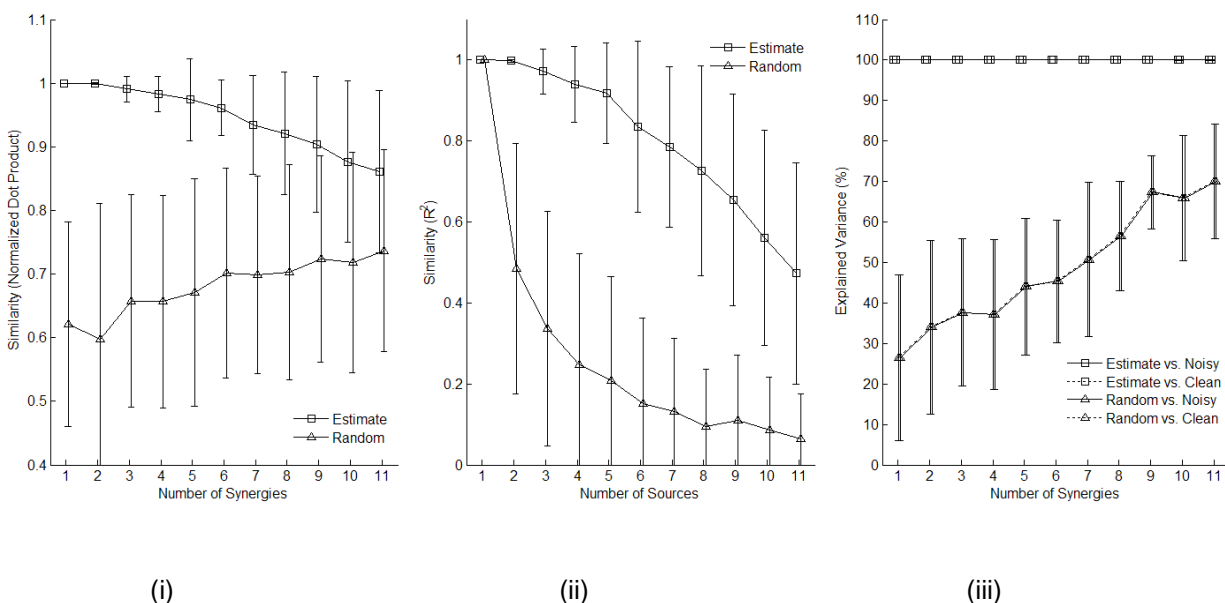 Similarity (Normalized Dot Product)
1.1
1
0.9
0.8
0.7
0.6
0.5
0.4
1 2 3 4 5 6 7 8 9 10 11
Number of Synergies
Estimate
Random
Similarity (R²)
1
0.8
0.6
0.4
0.2
0
1 2 3 4 5 6 7 8 9 10 11
Number of Sources
Estimate
Random
Explained Variance (%)
110
100
90
80
70
60
50
40
30
20
10
0
1 2 3 4 5 6 7 8 9 10 11
Number of Synergies
Estimate vs. Noisy
Estimate vs. Clean
Random vs. Noisy
Random vs. Clean
(i) (ii) (iii)